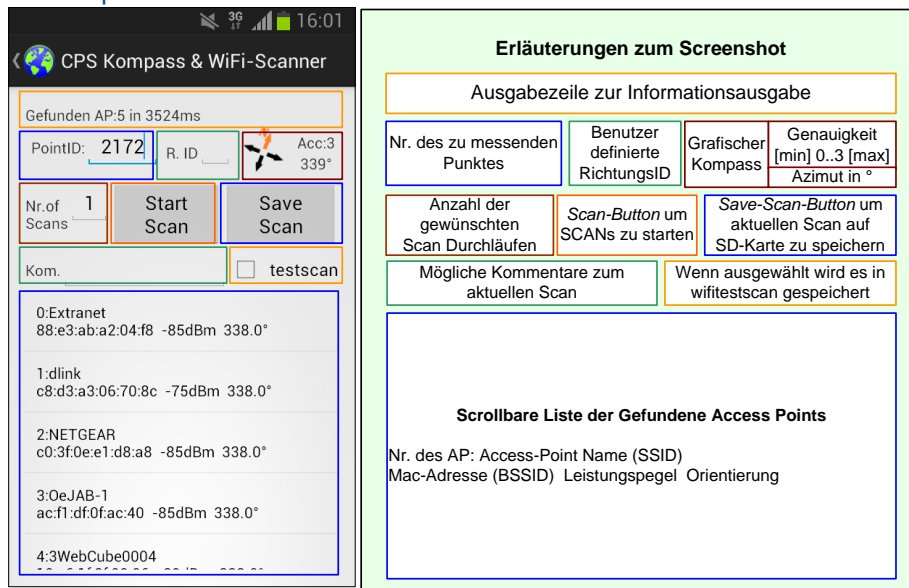 3G 16:01
CPS Kompass & WiFi-Scanner
Gefunden AP:5 in 3524ms
PointID: 2172 R. ID Acc:3
339°
Nr.of
Scans 1 Start
Scan Save
Scan
Kom. testscan
0:Extranet
88:e3:ab:a2:04:f8 -85dBm 338.0°
1:dlink
c8:d3:a3:06:70:8c -75dBm 338.0°
2:NETGEAR
c0:3f:0e:e1:d8:a8 -85dBm 338.0°
3:OeJAB-1
ac:f1:df:0f:ac:40 -85dBm 338.0°
4:3WebCube0004
Erläuterungen zum Screenshot
Ausgabezeile zur Informationsausgabe
Nr. des zu messenden
Punktes
Benutzer
definierte
RichtungsID
Grafischer
Kompass
Genauigkeit
[min] 0..3 [max]
Azimut in °
Anzahl der
gewünschten
Scan Durchläufen
Scan-Button um
SCANs zu starten
Save-Scan-Button um
aktuellen Scan auf
SD-Karte zu speichern
Mögliche Kommentare zum
aktuellen Scan
Wenn ausgewählt wird es in
wifitestscan gespeichert
Scrollbare Liste der Gefundene Access Points
Nr. des AP: Access-Point Name (SSID)
Mac-Adresse (BSSID) Leistungspegel Orientierung